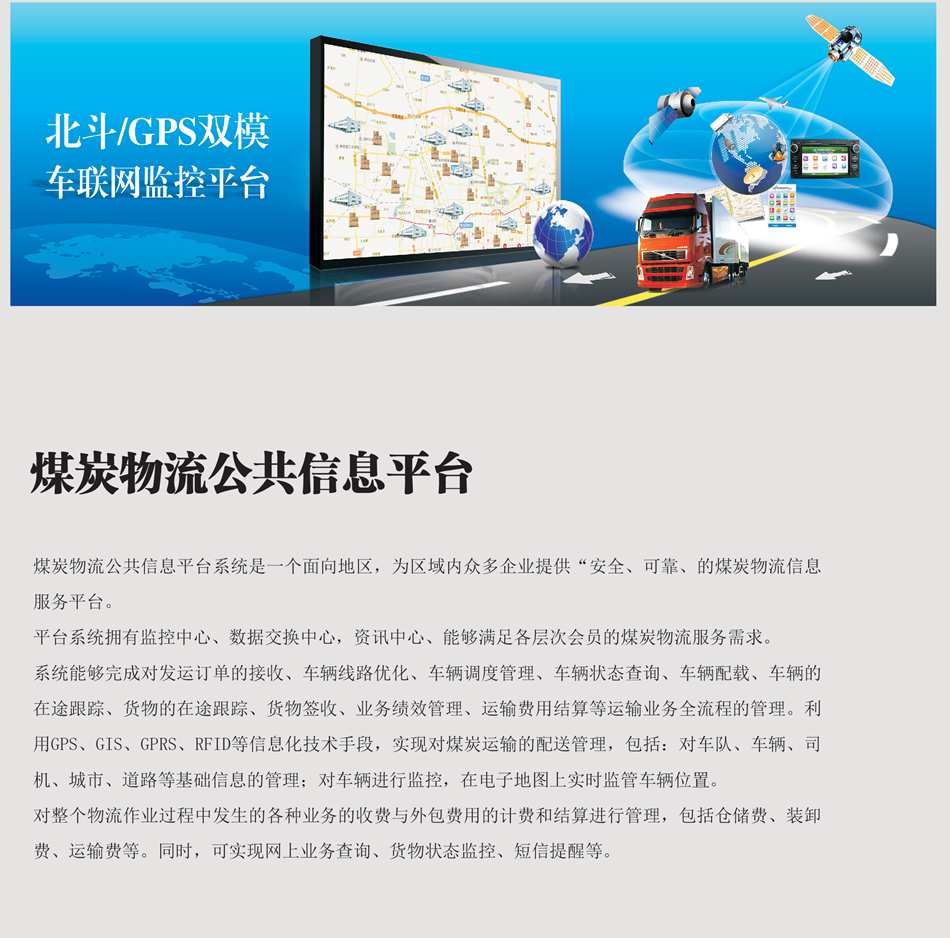 北斗/GPS双模
车联网监控平台
煤炭物流公共信息平台
煤炭物流公共信息平台系统是一个面向地区，为区域内众多企业提供“安全、可靠、的煤炭物流信息
服务平台。
平台系统拥有监控中心、数据交换中心，资讯中心、能够满足各层次会员的煤炭物流服务需求。
系统能够完成对发运订单的接收、车辆线路优化、车辆调度管理、车辆状态查询、车辆配载、车辆的
在途跟踪、货物的在途跟踪、货物签收、业务绩效管理、运输费用结算等运输业务全流程的管理。利
用GPS、GIS、GPRS、RFID等信息化技术手段，实现对煤炭运输的配送管理，包括：对车队、车辆、司
机、城市、道路等基础信息的管理；对车辆进行监控，在电子地图上实时监管车辆位置。
对整个物流作业过程中发生的各种业务的收费与外包费用的计费和结算进行管理，包括仓储费、装卸
费、运输费等。同时，可实现网上业务查询、货物状态监控、短信提醒等。